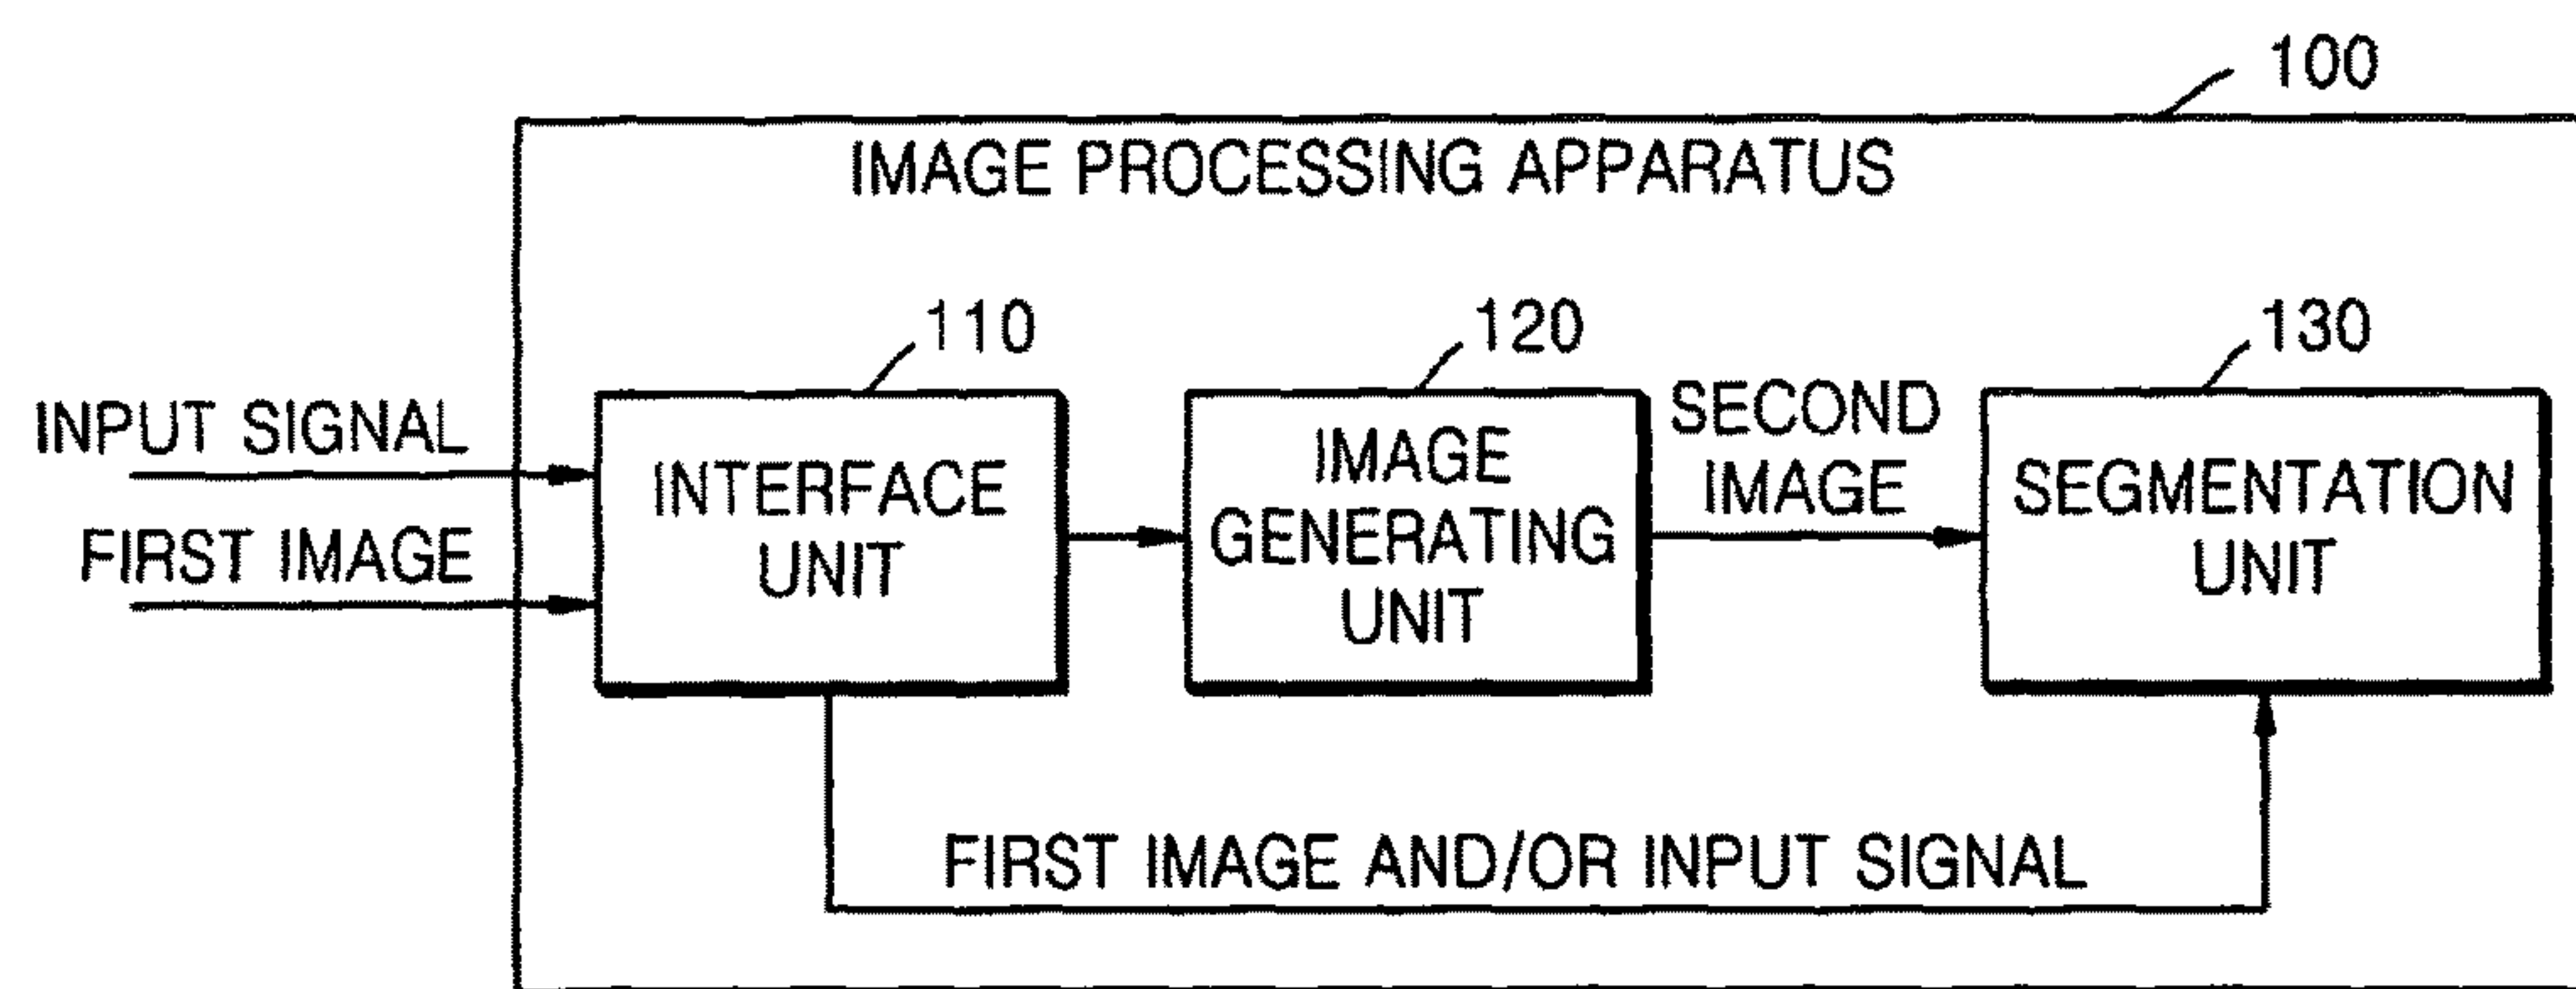 100
IMAGE PROCESSING APPARATUS
110
120
130
INPUT SIGNAL
FIRST IMAGE
INTERFACE
UNIT
IMAGE
GENERATING
UNIT
SECOND
IMAGE
SEGMENTATION
UNIT
FIRST IMAGE AND/OR INPUT SIGNAL